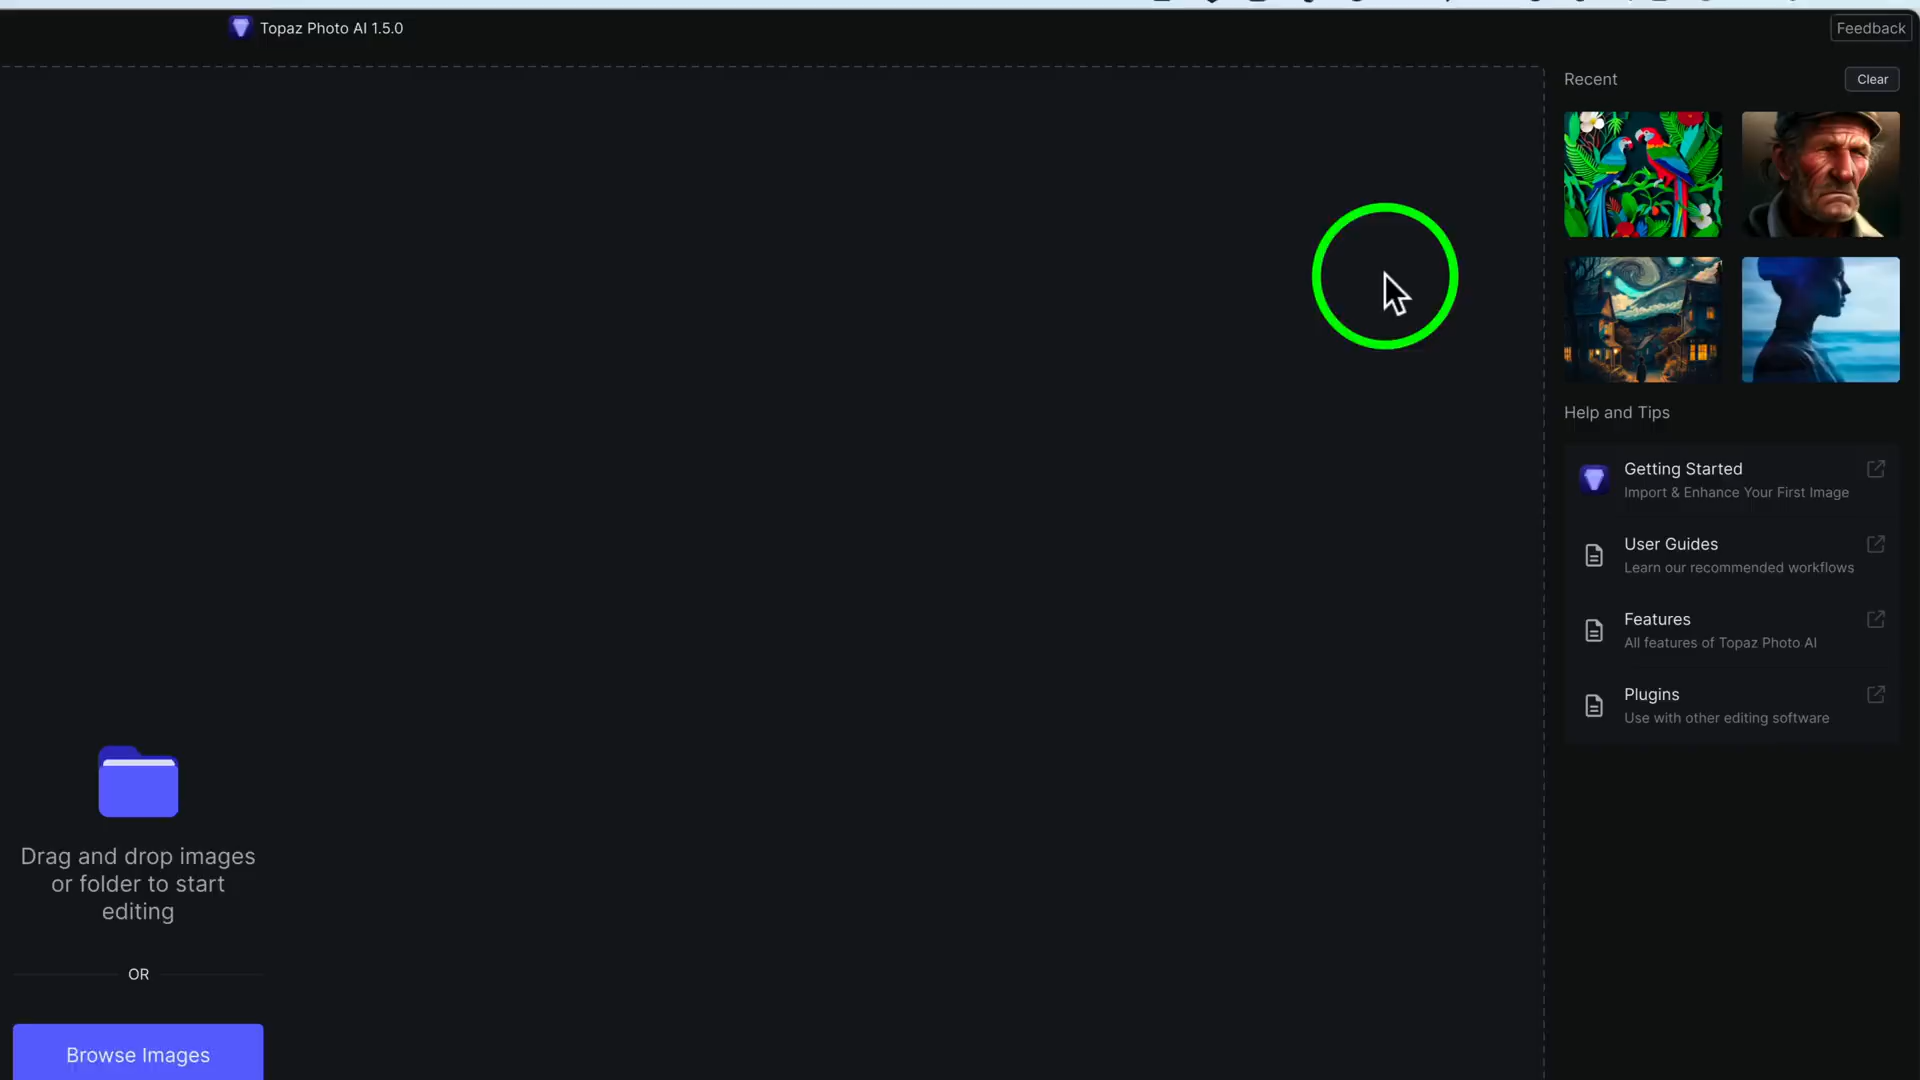 Topaz Photo AI 1.5.0
Feedback
Recent
Clear
Help and Tips
Getting Started
Import & Enhance Your First Image
User Guides
Learn our recommended workflows
Features
All features of Topaz Photo AI
Plugins
Use with other editing software
Drag and drop images
or folder to start
editing
OR
Browse Images